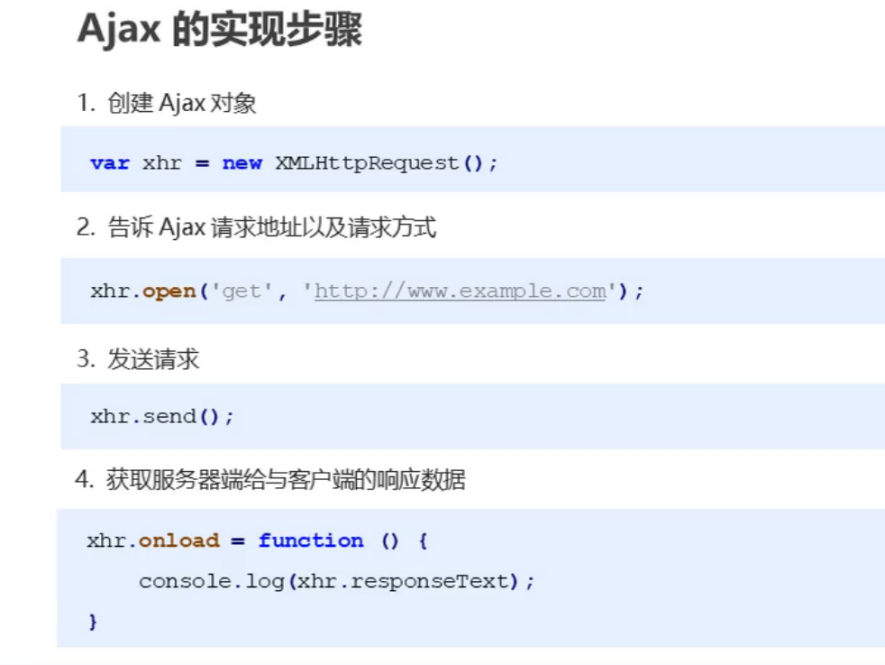 Ajax 的实现步骤
1. 创建 Ajax 对象
var xhr = new XMLHttpRequest();
2. 告诉 Ajax 请求地址以及请求方式
xhr.open('get', 'http://www.example.com');
3. 发送请求
xhr.send();
4. 获取服务器端给与客户端的响应数据
xhr.onload = function () {
    console.log(xhr.responseText);
}